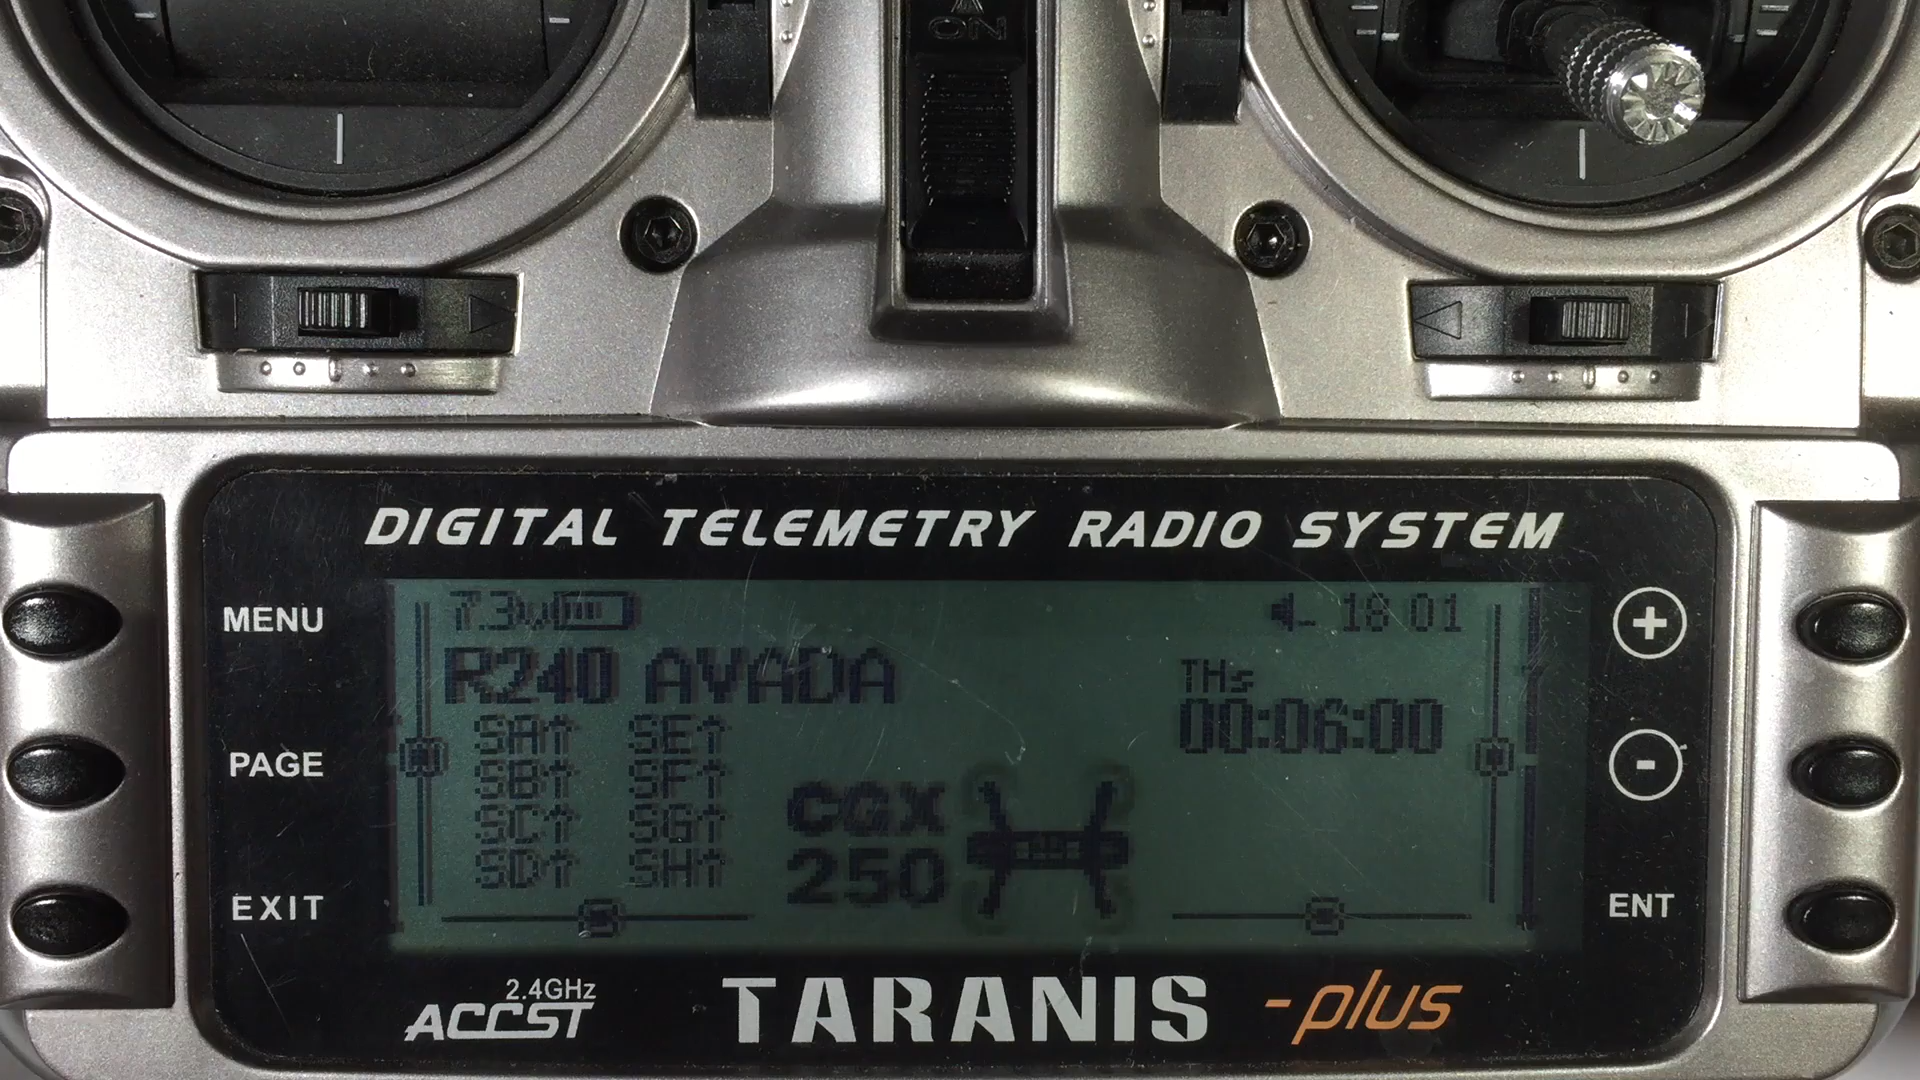 ON
DIGITAL TELEMETRY RADIO SYSTEM
MENU
PAGE
EXIT
7.3v
18:01
R240 AVADA
THs
00:06:00
SA↑ SE↑
SB↑ SF↑
SC↑ SG↑
SD↑ SH↑
CGX
250
+
-
ENT
2.4GHz
ACCST
TARANIS -plus